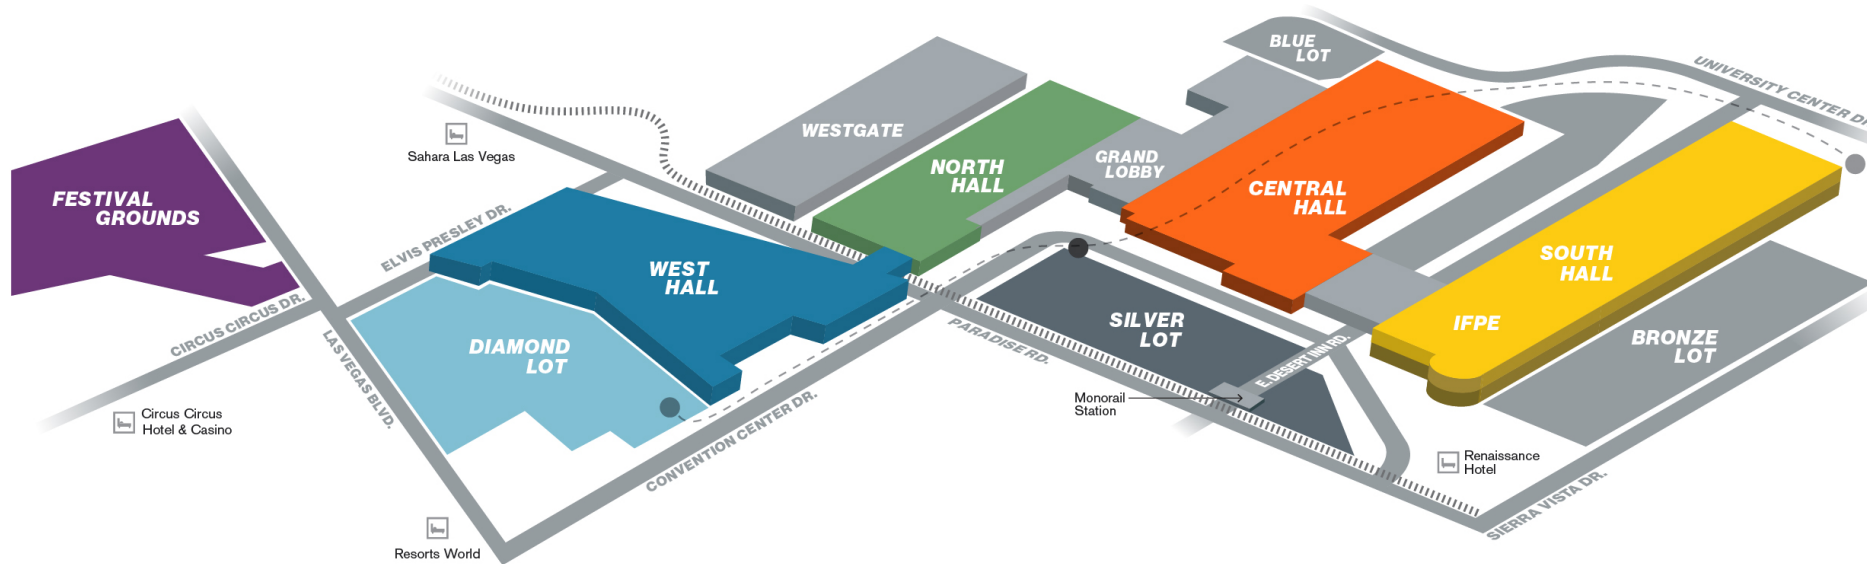 BLUE
LOT
UNIVERSITY CENTER DR
WESTGATE
Sahara Las Vegas
NORTH
HALL
GRAND
LOBBY
CENTRAL
HALL
FESTIVAL
GROUNDS
ELVIS PRESLEY DR.
WEST
HALL
SOUTH
HALL
CIRCUS CIRCUS DR.
LAS VEGAS BLVD.
DIAMOND
LOT
PARADISE RD.
SILVER
LOT
E. DESERT INN RD.
IFPE
BRONZE
LOT
Monorail
Station
Circus Circus
Hotel & Casino
CONVENTION CENTER DR.
Renaissance
Hotel
SIERRA VISTA DR.
Resorts World